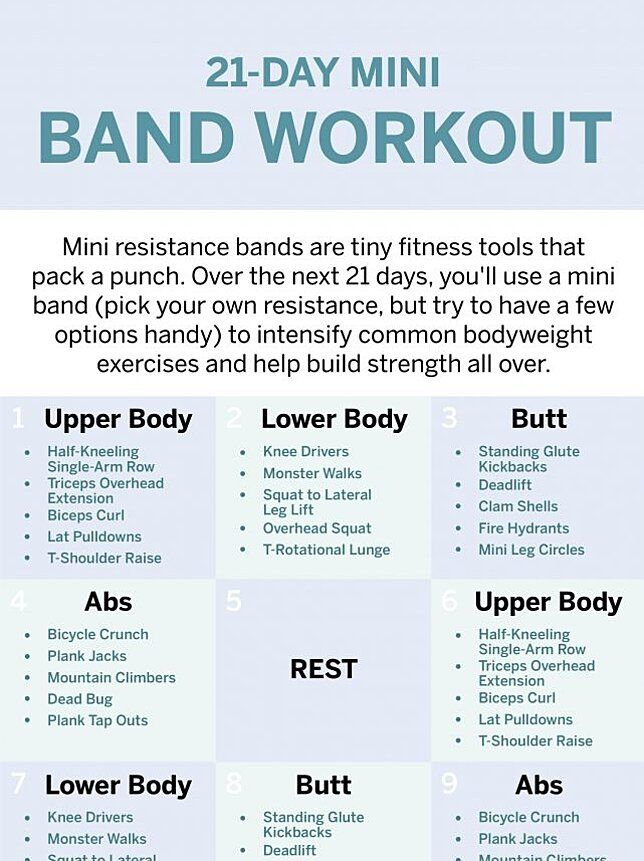 21-DAY MINI
BAND WORKOUT
Mini resistance bands are tiny fitness tools that
pack a punch. Over the next 21 days, you'll use a mini
band (pick your own resistance, but try to have a few
options handy) to intensify common bodyweight
exercises and help build strength all over.
1 Upper Body
• Half-Kneeling
Single-Arm Row
• Triceps Overhead
Extension
• Biceps Curl
• Lat Pulldowns
• T-Shoulder Raise
2 Lower Body
• Knee Drivers
• Monster Walks
• Squat to Lateral
Leg Lift
• Overhead Squat
• T-Rotational Lunge
3 Butt
• Standing Glute
Kickbacks
• Deadlift
• Clam Shells
• Fire Hydrants
• Mini Leg Circles
4 Abs
• Bicycle Crunch
• Plank Jacks
• Mountain Climbers
• Dead Bug
• Plank Tap Outs
5
REST
6 Upper Body
• Half-Kneeling
Single-Arm Row
• Triceps Overhead
Extension
• Biceps Curl
• Lat Pulldowns
• T-Shoulder Raise
7 Lower Body
• Knee Drivers
• Monster Walks
• Squat to Lateral
8 Butt
• Standing Glute
Kickbacks
• Deadlift
9 Abs
• Bicycle Crunch
• Plank Jacks
• Mountain Climbers